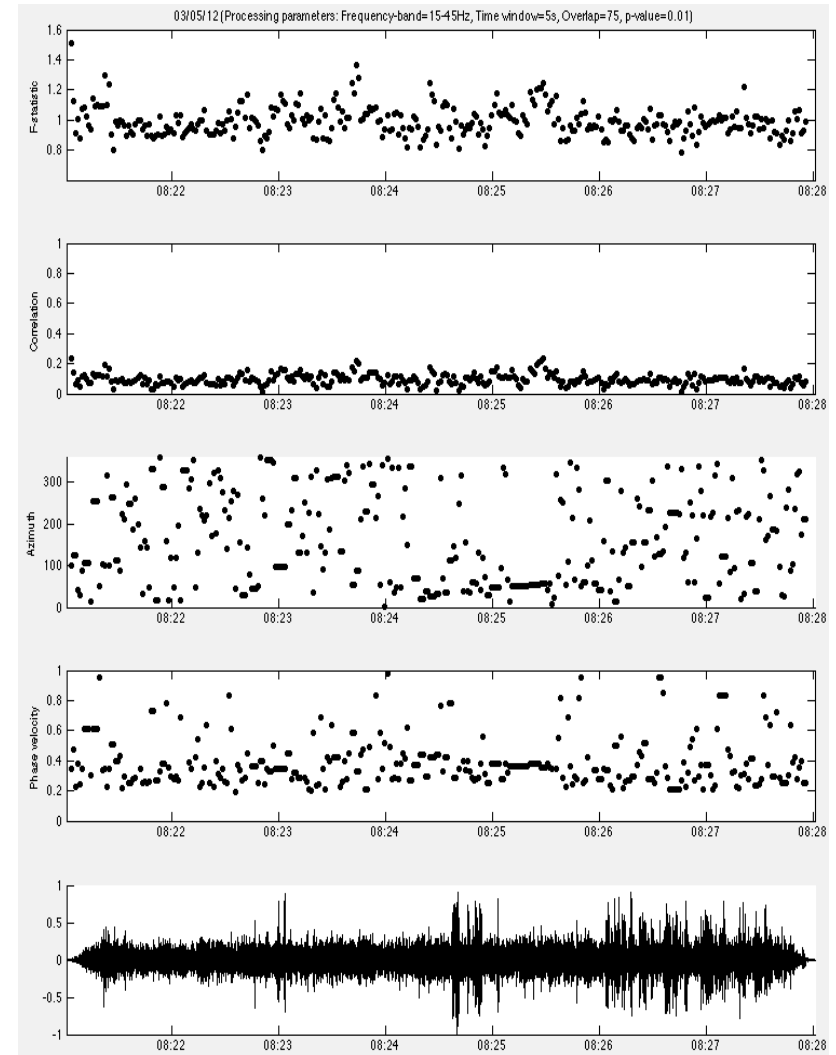 03/05/12 (Processing parameters: Frequency-band=15-45Hz, Time window=5s, Overlap=75, p-value=0.01)
1.6
1.4
1.2
1
0.8
F-statistic
08:22 08:23 08:24 08:25 08:26 08:27 08:28
1
0.8
0.6
0.4
0.2
0
Correlation
08:22 08:23 08:24 08:25 08:26 08:27 08:28
300
200
100
0
Azimuth
08:22 08:23 08:24 08:25 08:26 08:27 08:28
1
0.8
0.6
0.4
0.2
0
Phase velocity
08:22 08:23 08:24 08:25 08:26 08:27 08:28
1
0.5
0
-0.5
-1
08:22 08:23 08:24 08:25 08:26 08:27 08:28